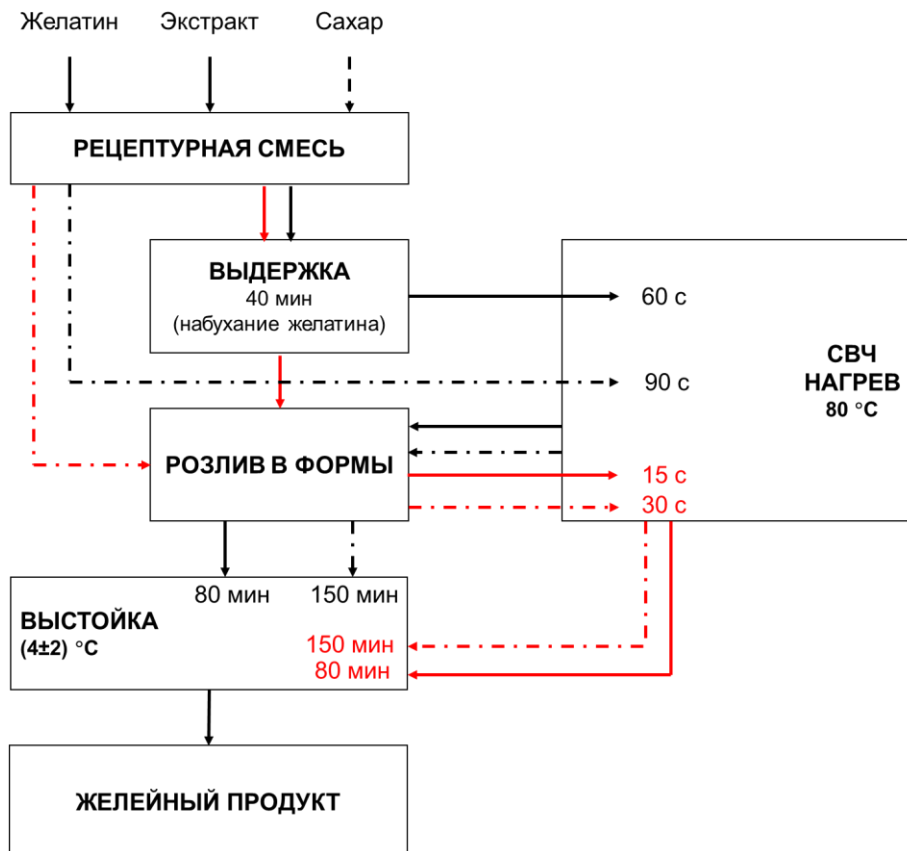 Желатин Экстракт Сахар
РЕЦЕПТУРНАЯ СМЕСЬ
ВЫДЕРЖКА
40 мин
(набухание желатина)
60 с
90 с
СВЧ
НАГРЕВ
80 °С
РОЗЛИВ В ФОРМЫ
15 с
30 с
80 мин 150 мин
ВЫСТОЙКА
(4±2) °С
150 мин
80 мин
ЖЕЛЕЙНЫЙ ПРОДУКТ